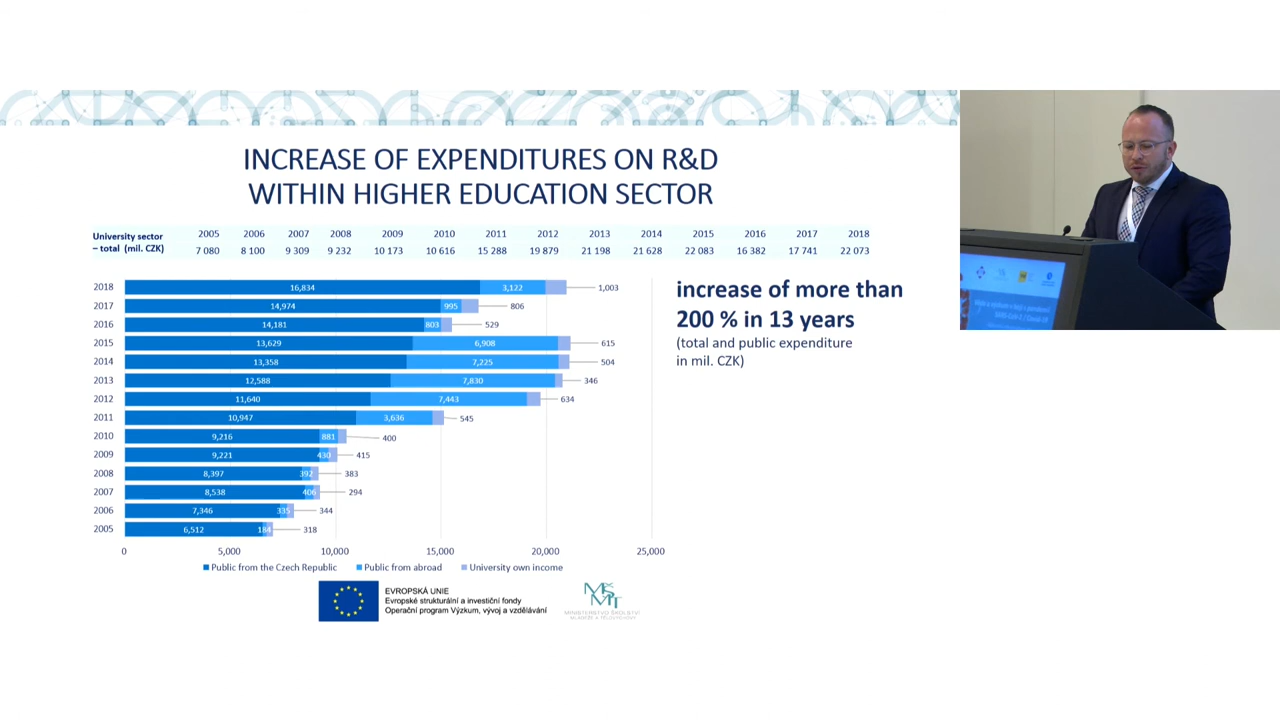 INCREASE OF EXPENDITURES ON R&D
WITHIN HIGHER EDUCATION SECTOR
University sector 2005 2006 2007 2008 2009 2010 2011 2012 2013 2014 2015 2016 2017 2018
– total (mil. CZK) 7 080 8 100 9 309 9 232 10 173 10 616 15 288 19 879 21 198 21 628 22 083 16 382 17 741 22 073
2018 16,834 3,122 1,003
2017 14,974 995 806
2016 14,181 803 529
2015 13,629 6,908 615
2014 13,358 7,225 504
2013 12,588 7,830 346
2012 11,640 7,443 634
2011 10,947 3,636 545
2010 9,216 881 400
2009 9,221 430 415
2008 8,397 392 383
2007 8,538 406 294
2006 7,346 335 344
2005 6,512 184 318
0 5,000 10,000 15,000 20,000 25,000
Public from the Czech Republic Public from abroad University own income
increase of more than
200 % in 13 years
(total and public expenditure
in mil. CZK)
EVROPSKÁ UNIE
Evropské strukturální a investiční fondy
Operační program Výzkum, vývoj a vzdělávání
MŠMT
MINISTERSTVO ŠKOLSTVÍ
MLÁDEŽE A TĚLOVÝCHOVY